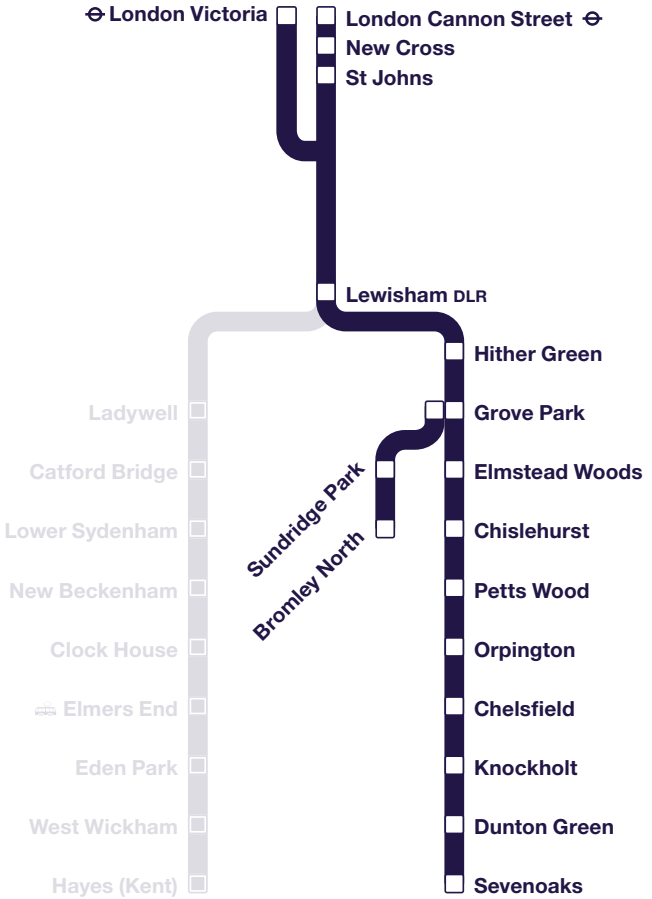 London Victoria
London Cannon Street
New Cross
St Johns
Lewisham DLR
Hither Green
Ladywell
Grove Park
Catford Bridge
Sundridge Park
Elmstead Woods
Lower Sydenham
Bromley North
Chislehurst
New Beckenham
Petts Wood
Clock House
Orpington
Elmers End
Chelsfield
Eden Park
Knockholt
West Wickham
Dunton Green
Hayes (Kent)
Sevenoaks